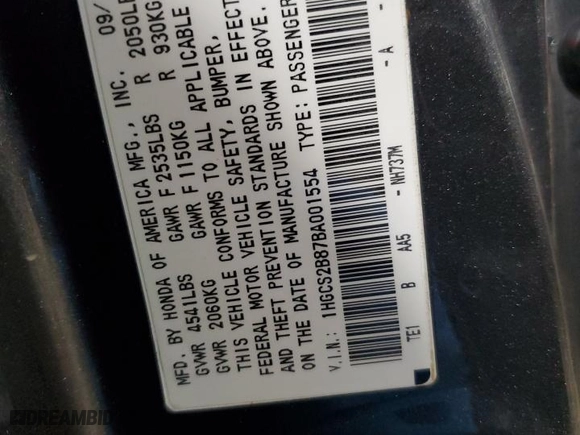 MFD. BY HONDA OF AMERICA MFG., INC. 09/
GVWR 4541LBS GAWR F 2535LBS R 2050LB
GVWR 2060KG GAWR F 1150KG R 930KG
THIS VEHICLE CONFORMS TO ALL APPLICABLE
FEDERAL MOTOR VEHICLE SAFETY, BUMPER,
AND THEFT PREVENTION STANDARDS IN EFFECT
ON THE DATE OF MANUFACTURE SHOWN ABOVE.
V.I.N.: 1HGCS2B87BA001554 TYPE: PASSENGER
TE1 B AA5 - NH737M - A -
DREAMBID